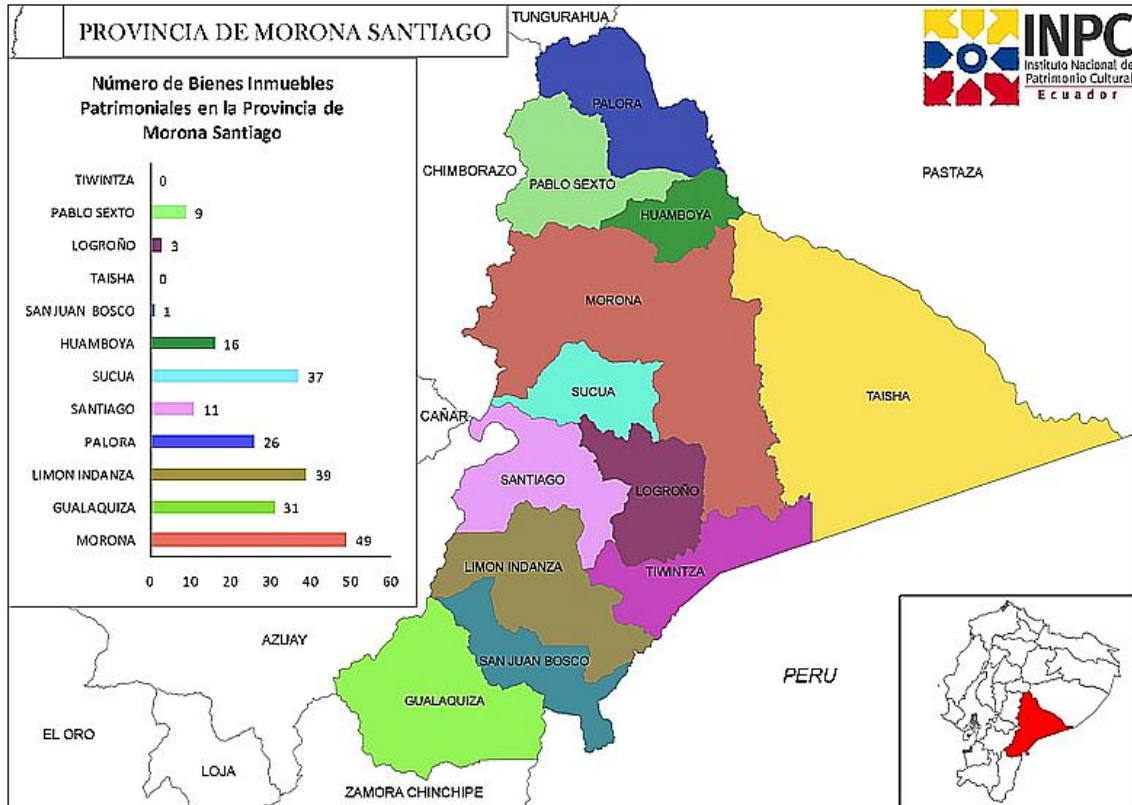 PROVINCIA DE MORONA SANTIAGO
Número de Bienes Inmuebles
Patrimoniales en la Provincia de
Morona Santiago
TIWINTZA 0
PABLO SEXTO 9
LOGROÑO 3
TAISHA 0
SAN JUAN BOSCO 1
HUAMBOYA 16
SUCUA 37
SANTIAGO 11
PALORA 26
LIMON INDANZA 39
GUALAQUIZA 31
MORONA 49
0 10 20 30 40 50 60
TUNGURAHUA
INPC
Instituto Nacional de
Patrimonio Cultural
Ecuador
PALORA
CHIMBORAZO
PASTAZA
PABLO SEXTO
HUAMBOYA
MORONA
SUCUA
TAISHA
CAÑAR
SANTIAGO
LOGROÑO
LIMON INDANZA
TIWINTZA
AZUAY
SAN JUAN BOSCO
PERU
GUALAQUIZA
EL ORO
LOJA
ZAMORA CHINCHIPE